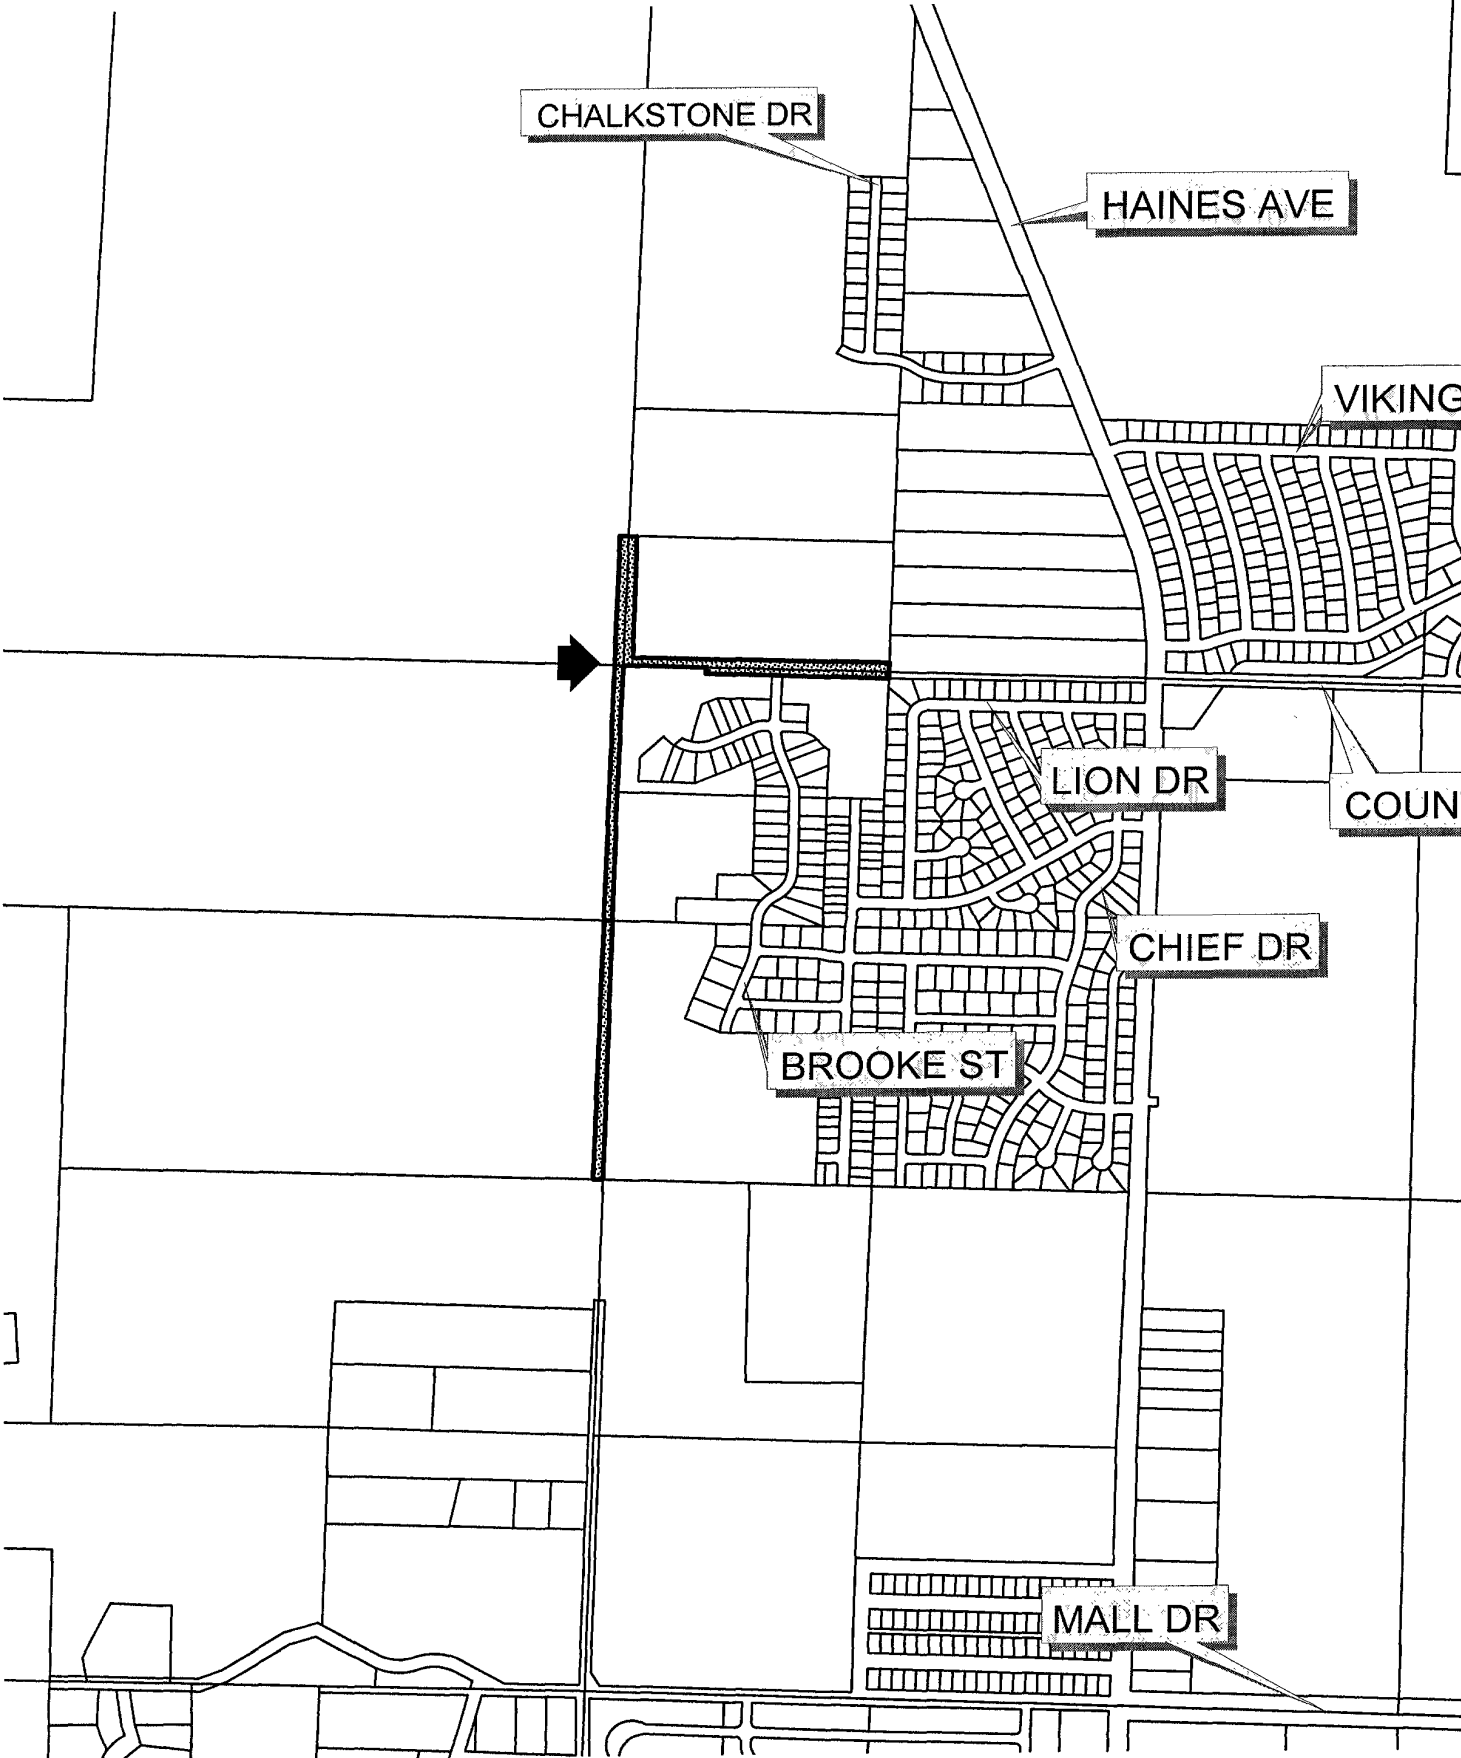 CHALKSTONE DR
HAINES AVE
VIKING
LION DR
COUN
CHIEF DR
BROOKE ST
MALL DR